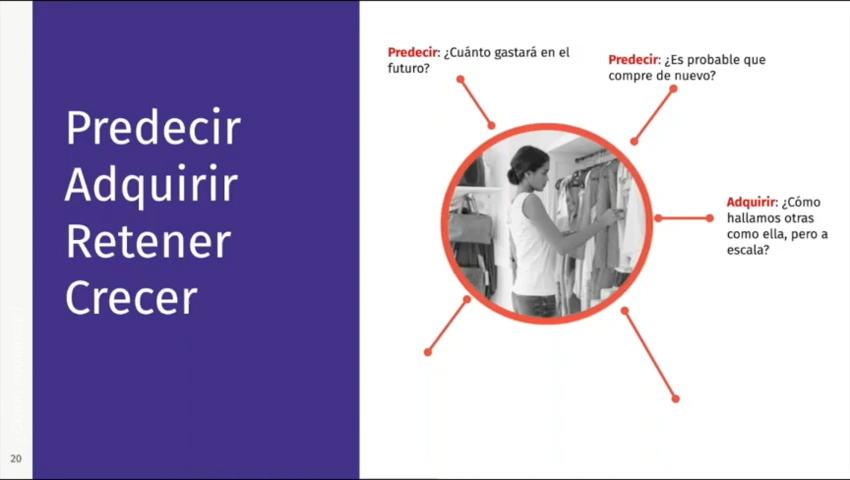 Predecir
Adquirir
Retener
Crecer
Predecir: ¿Cuánto gastará en el
futuro?
Predecir: ¿Es probable que
compre de nuevo?
Adquirir: ¿Cómo
hallamos otras
como ella, pero a
escala?
20